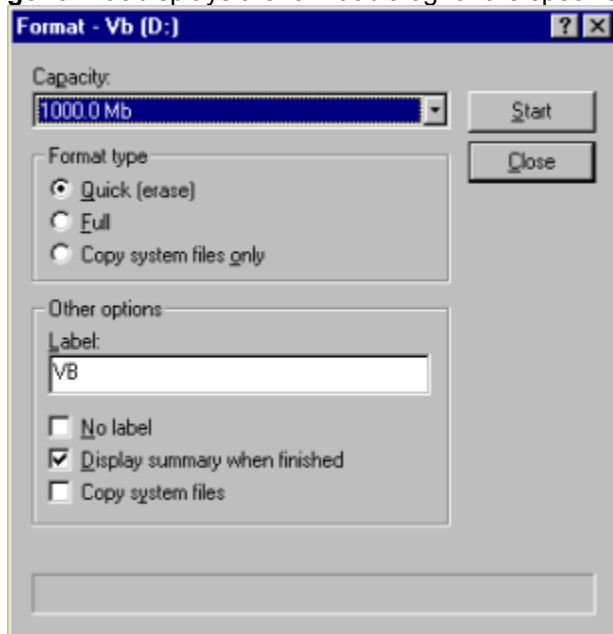 Format - Vb (D:)
Capacity:
1000.0 Mb
Start
Format type
Close
Quick (erase)
Full
Copy system files only
Other options
Label:
VB
No label
Display summary when finished
Copy system files